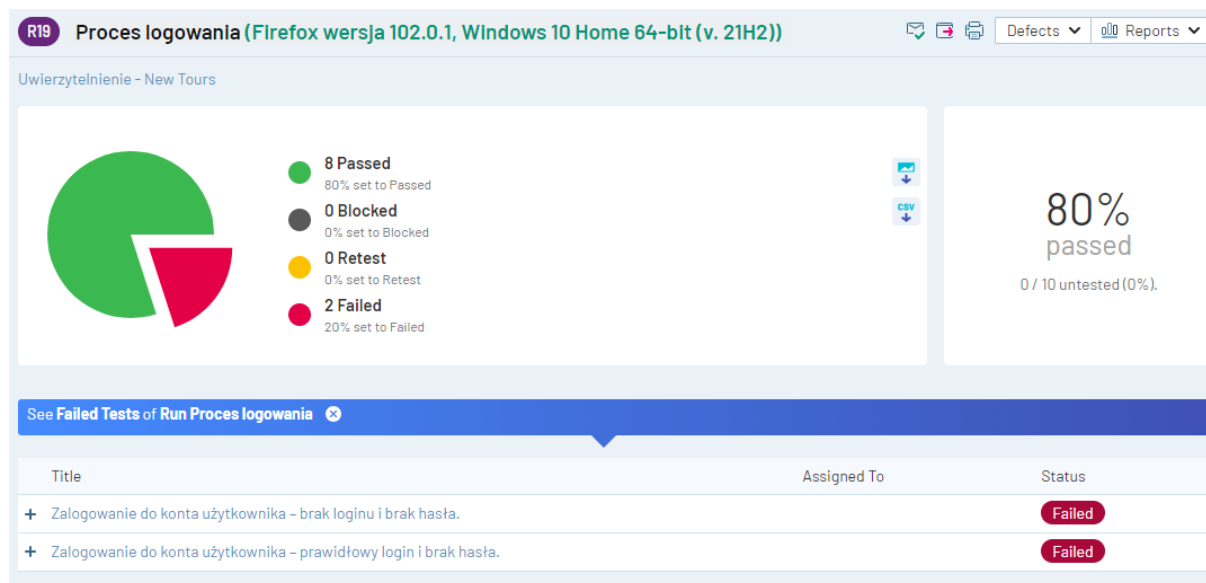 R19 Proces logowania (Firefox wersja 102.0.1, Windows 10 Home 64-bit (v. 21H2)) Defects Reports
Uwierzytelnienie - New Tours
8 Passed
80% set to Passed
0 Blocked
0% set to Blocked
0 Retest
0% set to Retest
2 Failed
20% set to Failed
CSV
80%
passed
0 / 10 untested (0%).
See Failed Tests of Run Proces logowania
Title Assigned To Status
+ Zalogowanie do konta użytkownika – brak loginu i brak hasła. Failed
+ Zalogowanie do konta użytkownika – prawidłowy login i brak hasła. Failed